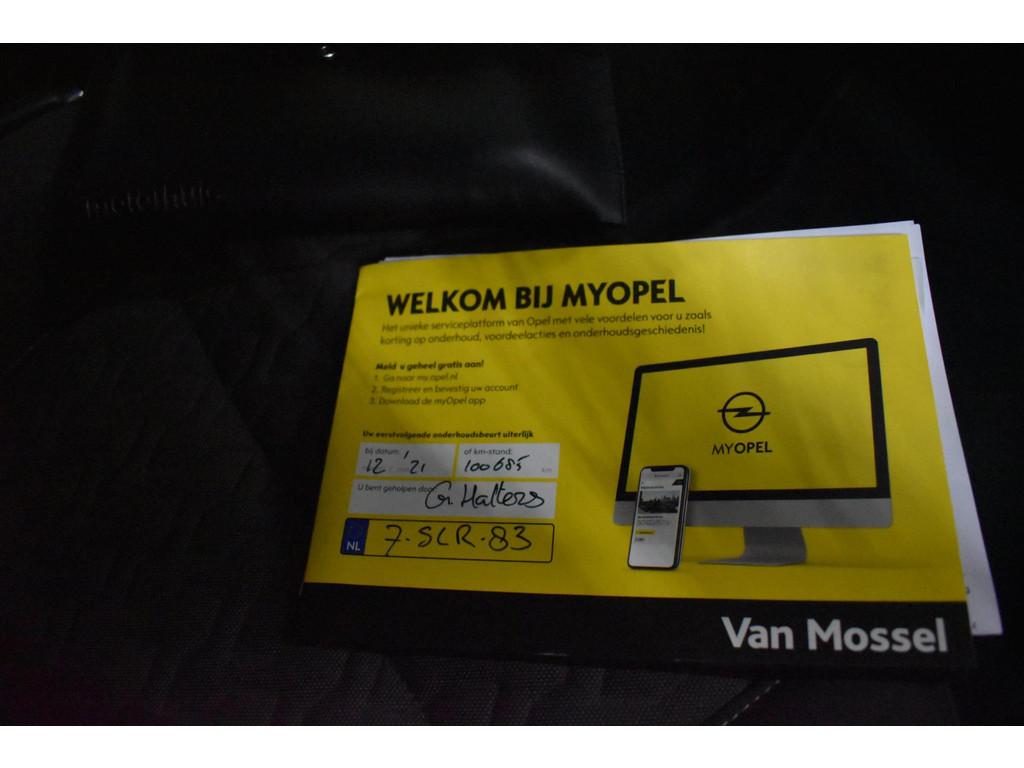 WELKOM BIJ MYOPEL
Het unieke serviceplatform van Opel met vele voordelen voor u zoals
korting op onderhoud, voordeelacties en onderhoudsgeschiedenis!
Meld u geheel gratis aan!
1. Ga naar my.opel.nl
2. Registreer en bevestig uw account
3. Download de myOpel app
Uw eerstvolgende onderhoudsbeurt uiterlijk
bij datum: of km-stand:
12 '21 100685 km
U bent geholpen door G. Halters
NL 7-SLR-83
MYOPEL
Van Mossel